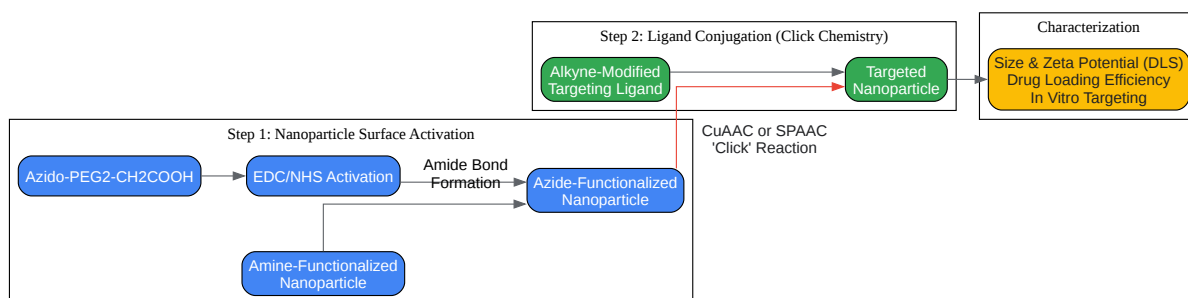 Characterization
Step 2: Ligand Conjugation (Click Chemistry)
Alkyne-Modified
Targeting Ligand
Targeted
Nanoparticle
Size & Zeta Potential (DLS)
Drug Loading Efficiency
In Vitro Targeting
Step 1: Nanoparticle Surface Activation
CuAAC or SPAAC
'Click' Reaction
Azido-PEG2-CH2COOH
EDC/NHS Activation
Amide Bond
Formation
Azide-Functionalized
Nanoparticle
Amine-Functionalized
Nanoparticle